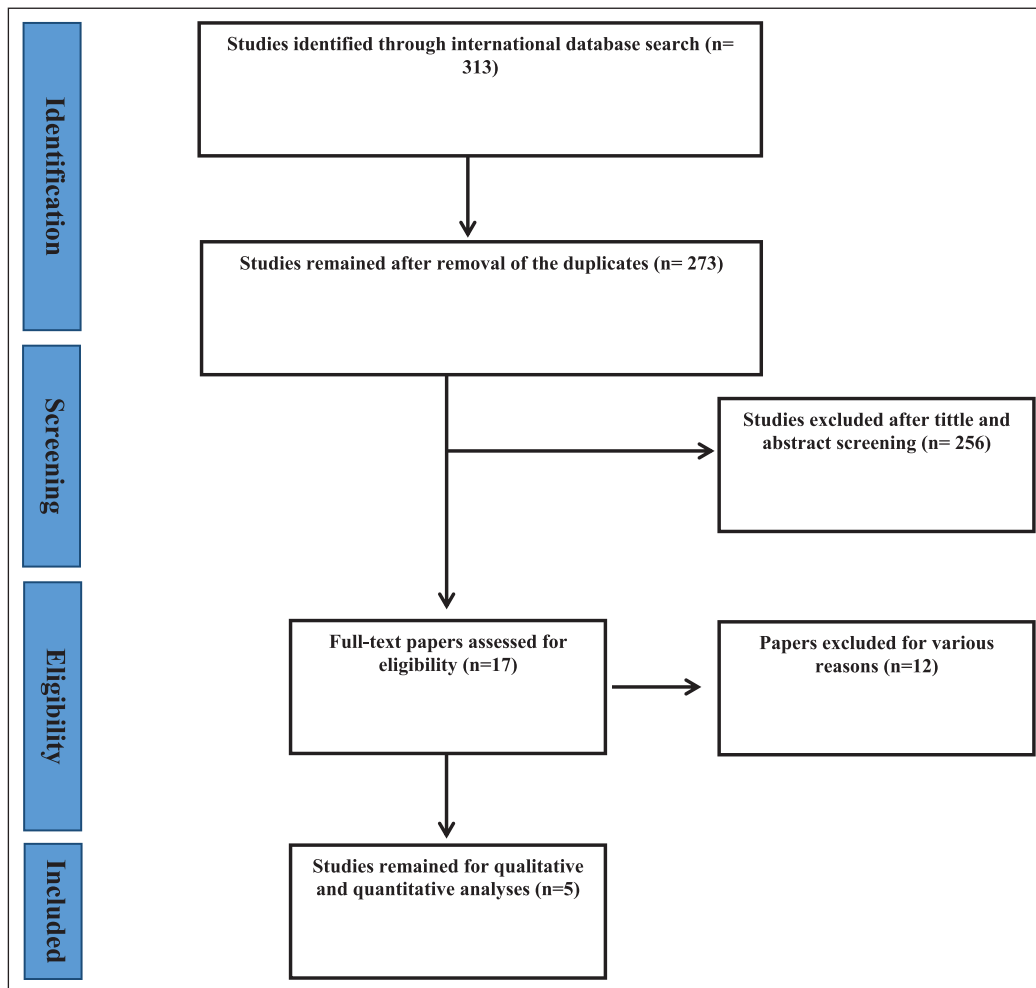 Identification
Studies identified through international database search (n=
313)
Studies remained after removal of the duplicates (n= 273)
Screening
Studies excluded after tittle and
abstract screening (n= 256)
Eligibility
Full-text papers assessed for
eligibility (n=17)
Papers excluded for various
reasons (n=12)
Included
Studies remained for qualitative
and quantitative analyses (n=5)